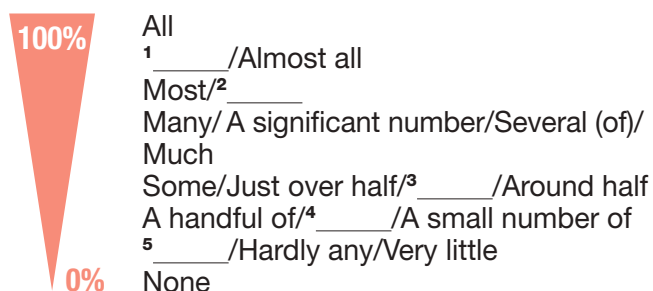 100%
All
¹_____/Almost all
Most/²_____
Many/ A significant number/Several (of)/
Much
Some/Just over half/³_____/Around half
A handful of/⁴_____/A small number of
⁵_____/Hardly any/Very little
0%
None